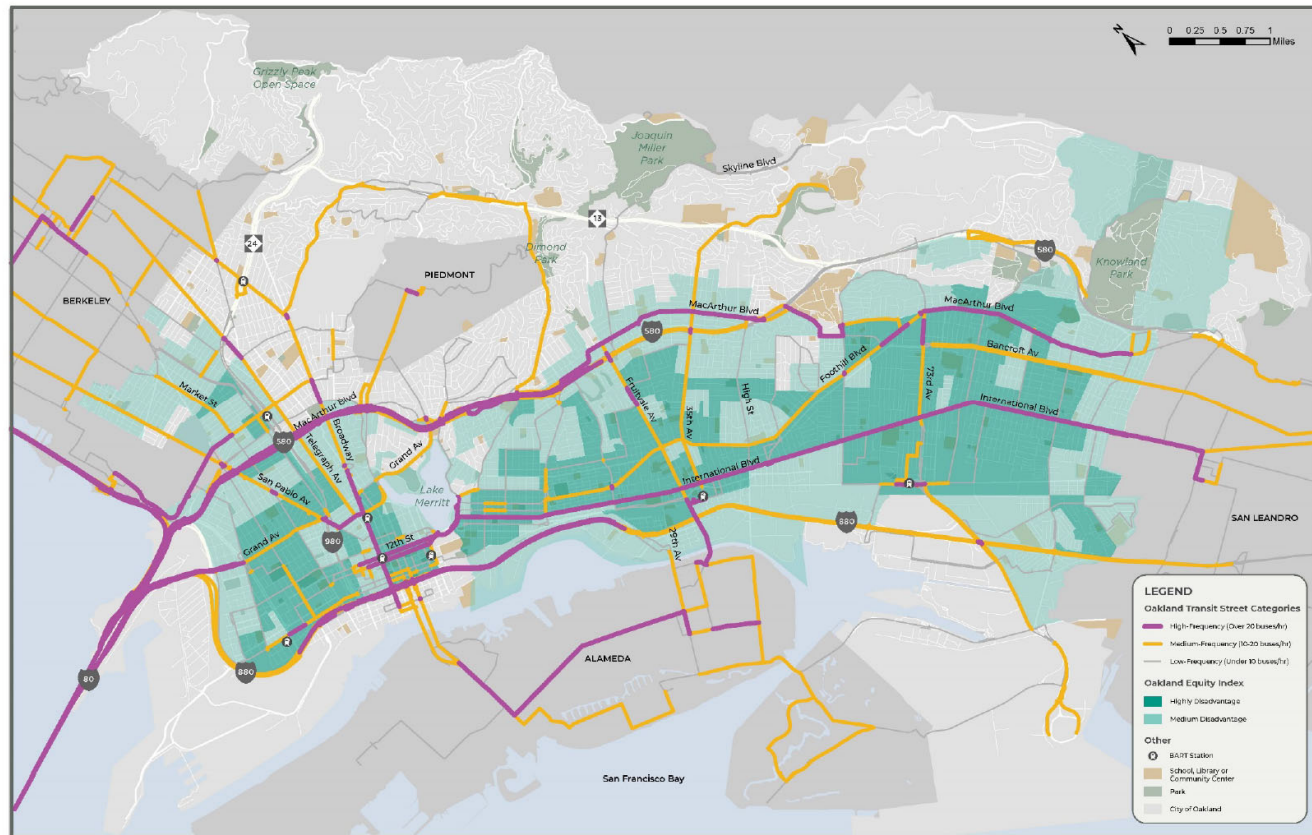 N
0 0.25 0.5 0.75 1
Miles
Grizzly Peak
Open Space
Joaquin
Miller
Park
Skyline Blvd
24
13
Dimond
Park
PIEDMONT
580
Knowland
Park
BERKELEY
MacArthur Blvd
MacArthur Blvd
580
Bancroft Av
Market St
MacArthur Blvd
Foothill Blvd
73rd Av
Fruitvale Av
High St
35th Av
International Blvd
580
Broadway
Telegraph Av
Grand Av
San Pablo Av
Lake
Merritt
International Blvd
Grand Av
980
12th St
880
SAN LEANDRO
29th Av
880
80
ALAMEDA
San Francisco Bay
LEGEND
Oakland Transit Street Categories
High-Frequency (Over 20 buses/hr)
Medium-Frequency (10-20 buses/hr)
Low-Frequency (Under 10 buses/hr)
Oakland Equity Index
Highly Disadvantage
Medium Disadvantage
Other
BART Station
School, Library or
Community Center
Park
City of Oakland